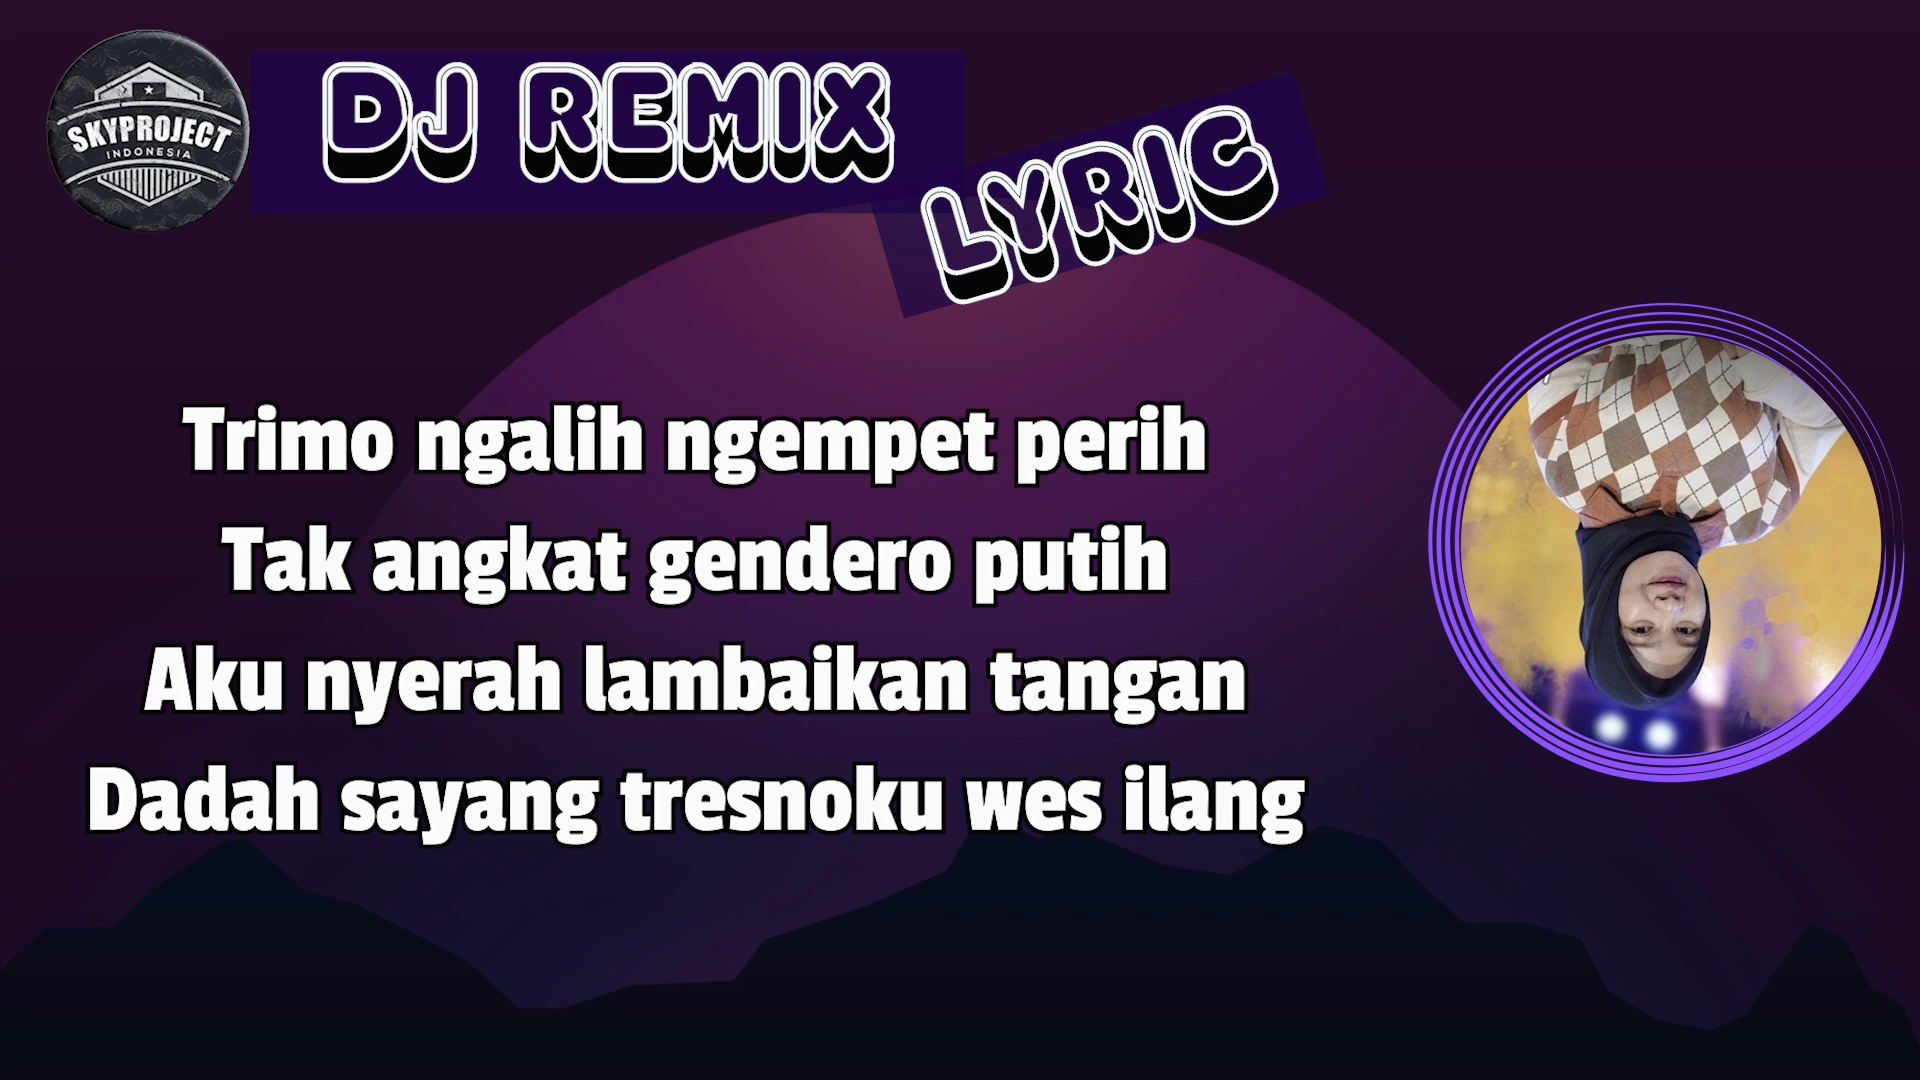 SKYPROJECT
INDONESIA
DJ REMIX
LYRIC
Trimo ngalih ngempet perih
Tak angkat gendero putih
Aku nyerah lambaikan tangan
Dadah sayang tresnoku wes ilang